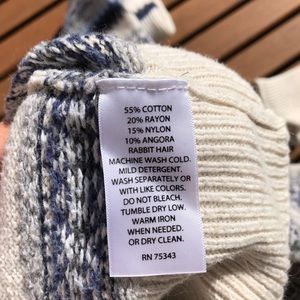 55% COTTON
20% RAYON
15% NYLON
10% ANGORA
RABBIT HAIR
MACHINE WASH COLD.
MILD DETERGENT.
WASH SEPARATELY OR
WITH LIKE COLORS.
DO NOT BLEACH.
TUMBLE DRY LOW.
WARM IRON
WHEN NEEDED.
OR DRY CLEAN.
RN 75343